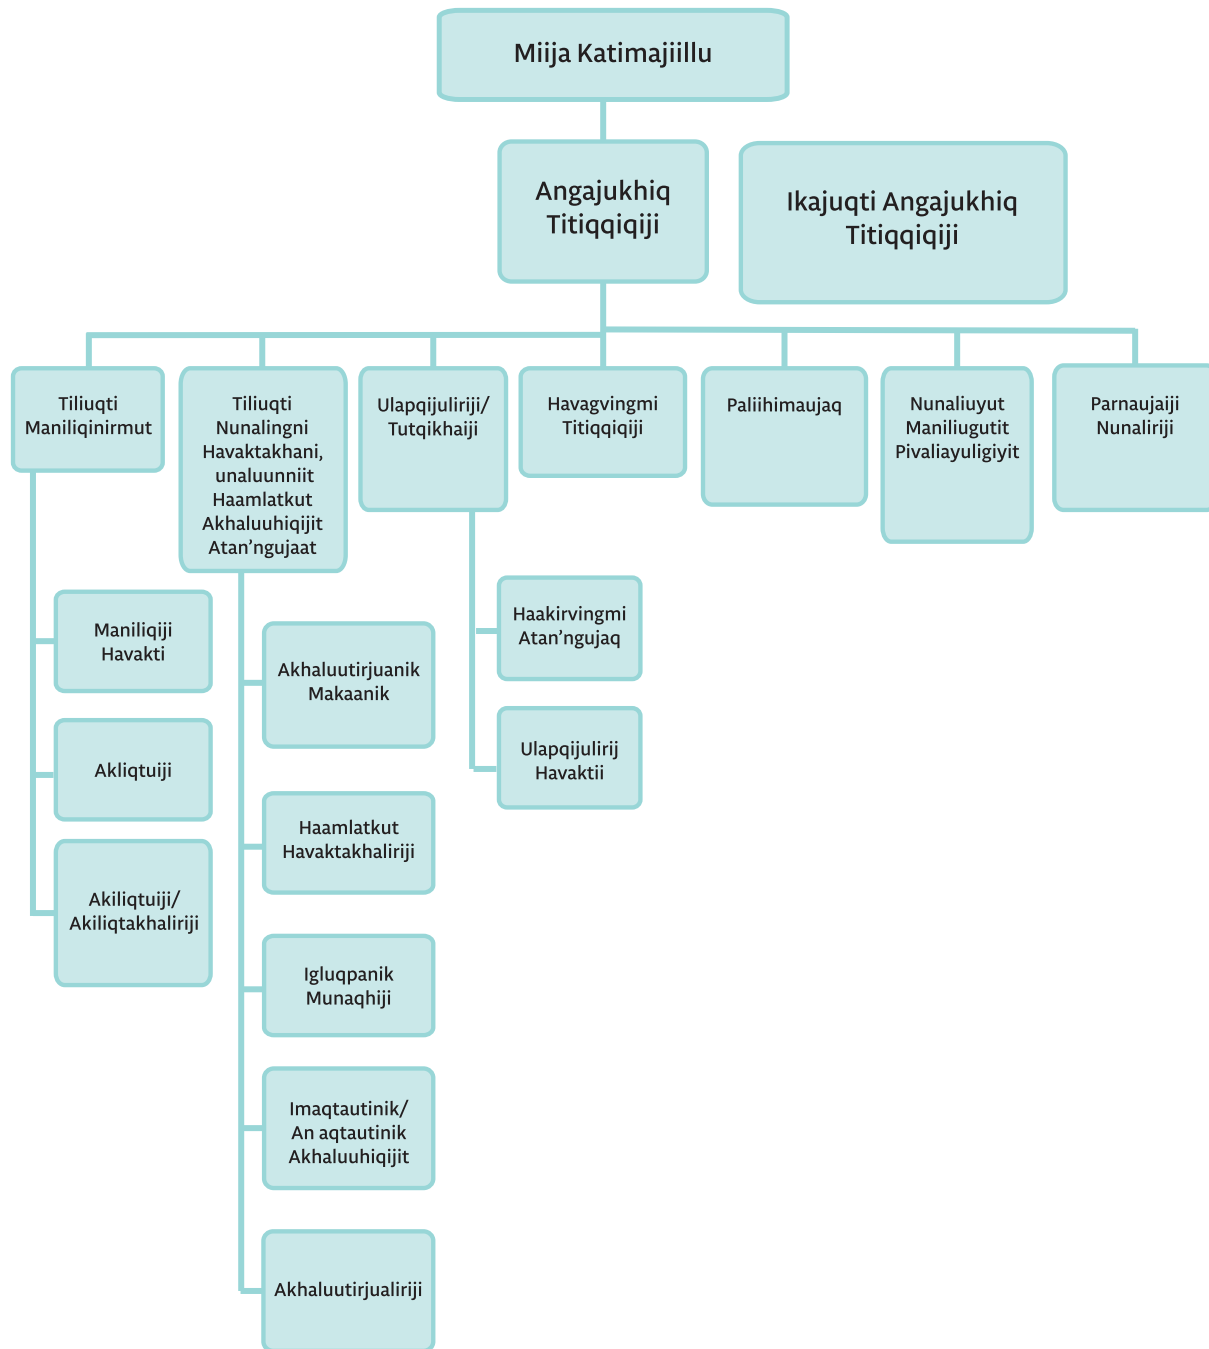 Miija Katimajiillu
Angajukhiq
Titiqqiqiji
Ikajuqti Angajukhiq
Titiqqiqiji
Tiliuqti
Maniliqinirmut
Tiliuqti
Nunalingni
Havaktakhani,
unaluunniit
Haamlatkut
Akhaluuhiqijit
Atan’ngujaat
Ulapqijuliriji/
Tutqikhaiji
Havagvingmi
Titiqqiqiji
Paliihimaujaq
Nunaliuyut
Maniliugutit
Pivaliayuligiyit
Parnaujaiji
Nunaliriji
Maniliqiji
Havakti
Akliqtuiji
Akiliqtuiji/
Akiliqtakhaliriji
Akhaluutirjuanik
Makaanik
Haamlatkut
Havaktakhaliriji
Igluqpanik
Munaqhiji
Imaqtautinik/
An aqtautinik
Akhaluuhiqijit
Akhaluutirjualiriji
Haakirvingmi
Atan’ngujaq
Ulapqijulirij
Havaktii